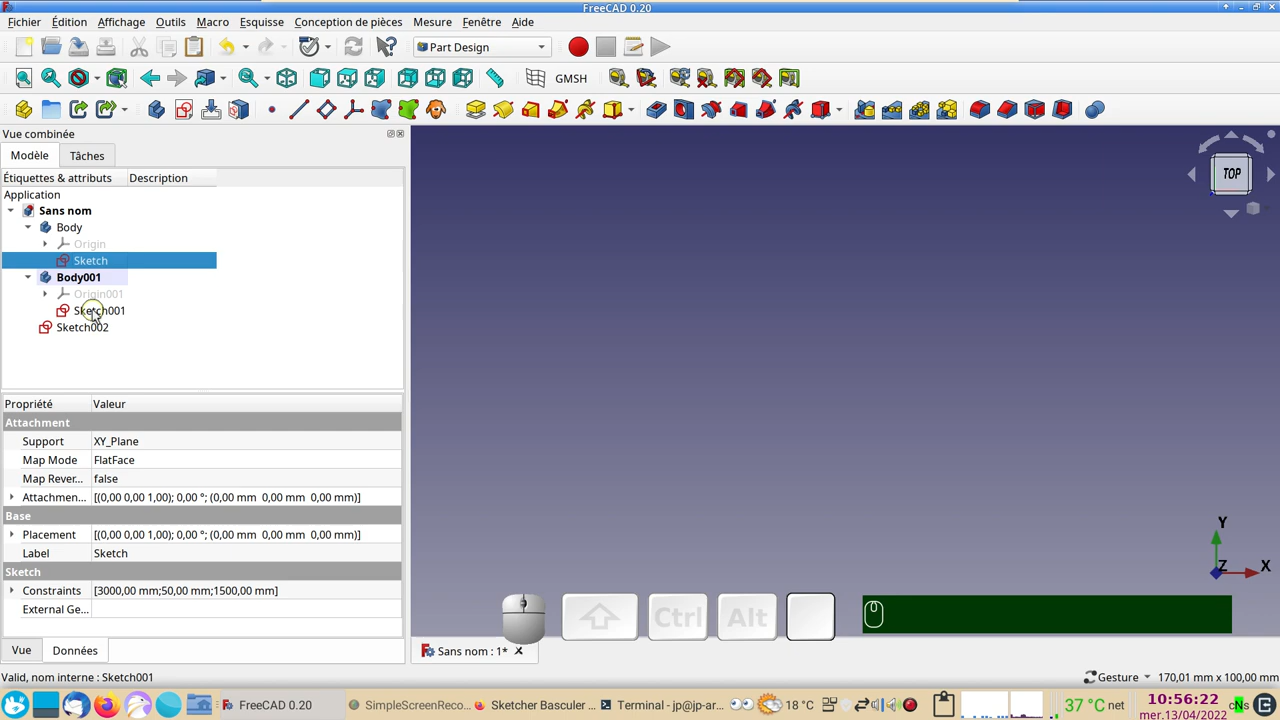 FreeCAD 0.20
Fichier Édition Affichage Outils Macro Esquisse Conception de pièces Mesure Fenêtre Aide
Part Design
GMSH
Vue combinée
Modèle Tâches
Étiquettes & attributs Description
Application
Sans nom
Body
Origin
Sketch
Body001
Origin001
Sketch001
Sketch002
TOP
Propriété Valeur
Attachment
Support XY_Plane
Map Mode FlatFace
Map Rever... false
Attachmen... [(0,00 0,00 1,00); 0,00 °; (0,00 mm 0,00 mm 0,00 mm)]
Base
Placement [(0,00 0,00 1,00); 0,00 °; (0,00 mm 0,00 mm 0,00 mm)]
Label Sketch
Sketch
Constraints [3000,00 mm;50,00 mm;1500,00 mm]
External Ge...
Y
Z X
Ctrl Alt
Vue Données
Sans nom : 1*
Valid, nom interne : Sketch001
Gesture 170,01 mm x 100,00 mm
FreeCAD 0.20 SimpleScreenReco... Sketcher Basculer ... Terminal - jp@jp-ar... 18 °C 37 °C net 10:56:22 cNs
mer.13/04/2022